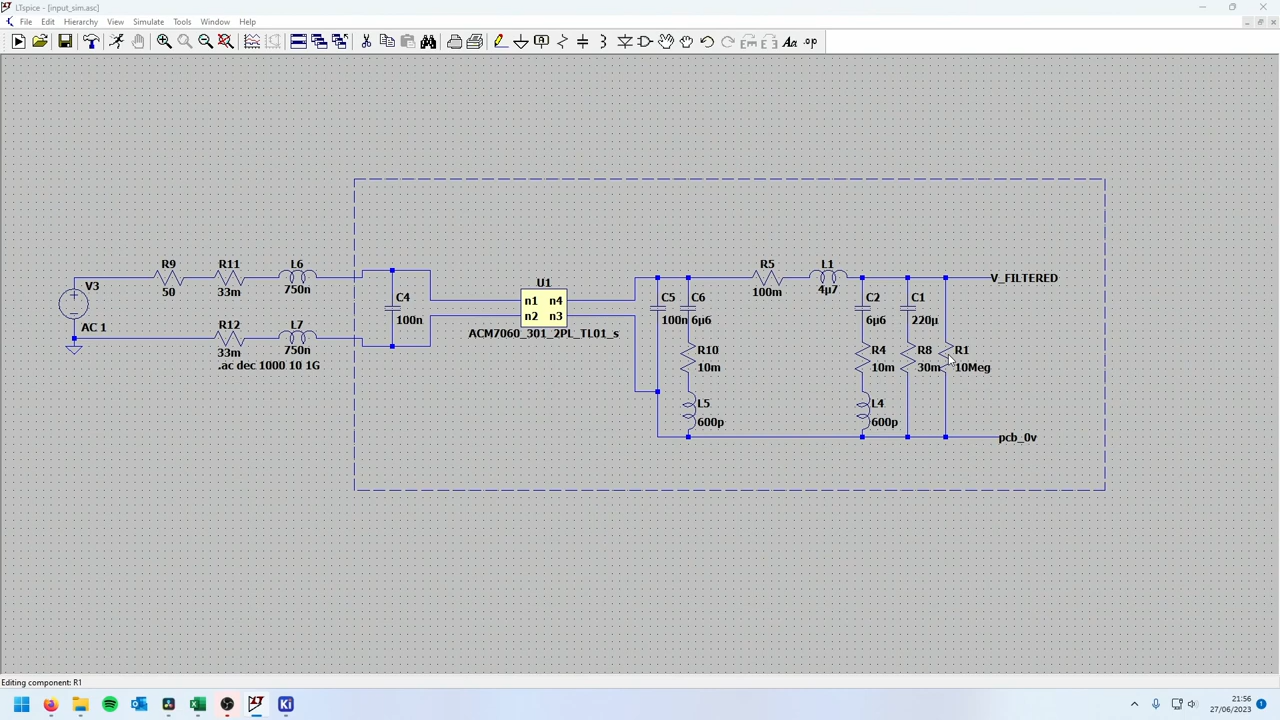 LTspice - [input_sim.asc]
File Edit Hierarchy View Simulate Tools Window Help
V3
AC 1
R9
50
R11
33m
L6
750n
R12
33m
L7
750n
.ac dec 1000 10 1G
C4
100n
U1
n1 n4
n2 n3
ACM7060_301_2PL_TL01_s
C5
100n
C6
6µ6
R10
10m
L5
600p
R5
100m
L1
4µ7
C2
6µ6
R4
10m
L4
600p
C1
220µ
R8
30m
R1
10Meg
V_FILTERED
pcb_0v
Editing component: R1
21:56
27/06/2023